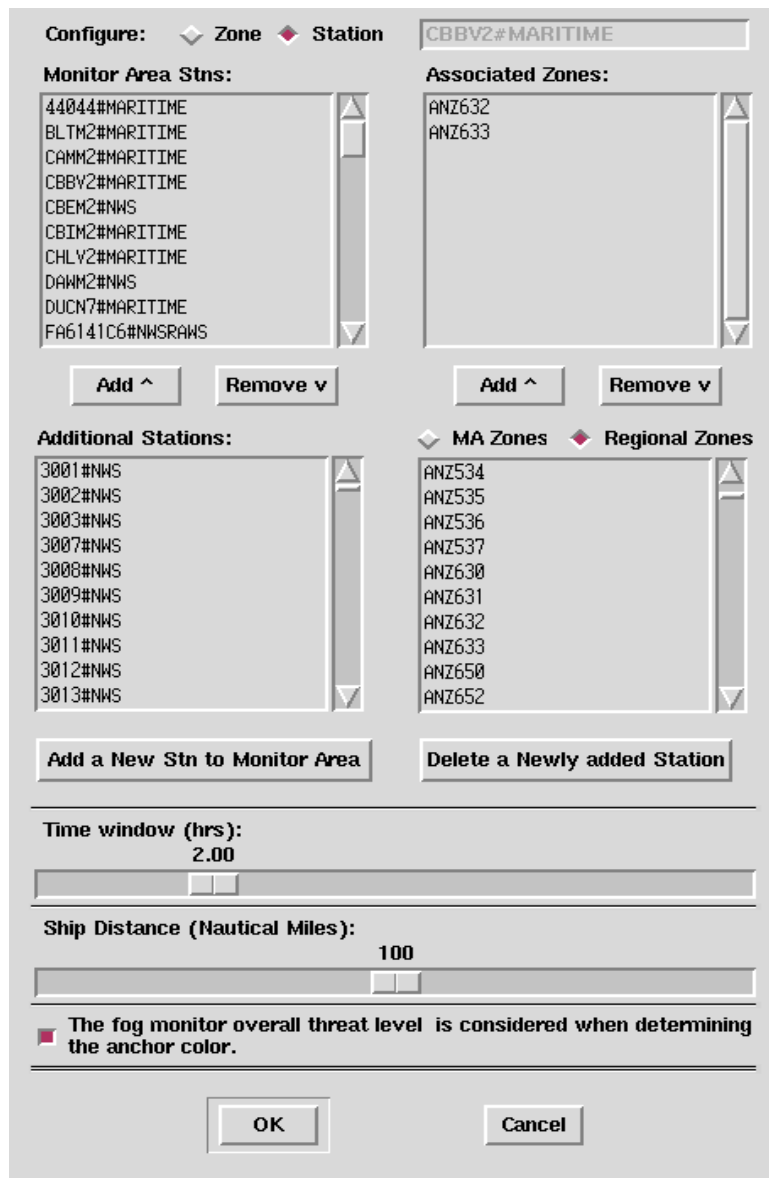 Configure: Zone Station CBBV2#MARITIME
Monitor Area Stns:
44044#MARITIME
BLTM2#MARITIME
CAMM2#MARITIME
CBBV2#MARITIME
CBEM2#NWS
CBIM2#MARITIME
CHLV2#MARITIME
DAWM2#NWS
DUCN7#MARITIME
FA6141C6#NWSRAWS
Add ^ Remove v
Associated Zones:
ANZ632
ANZ633
Add ^ Remove v
Additional Stations:
3001#NWS
3002#NWS
3003#NWS
3007#NWS
3008#NWS
3009#NWS
3010#NWS
3011#NWS
3012#NWS
3013#NWS
MA Zones Regional Zones
ANZ534
ANZ535
ANZ536
ANZ537
ANZ630
ANZ631
ANZ632
ANZ633
ANZ650
ANZ652
Add a New Stn to Monitor Area Delete a Newly added Station
Time window (hrs):
2.00
Ship Distance (Nautical Miles):
100
The fog monitor overall threat level is considered when determining
the anchor color.
OK Cancel